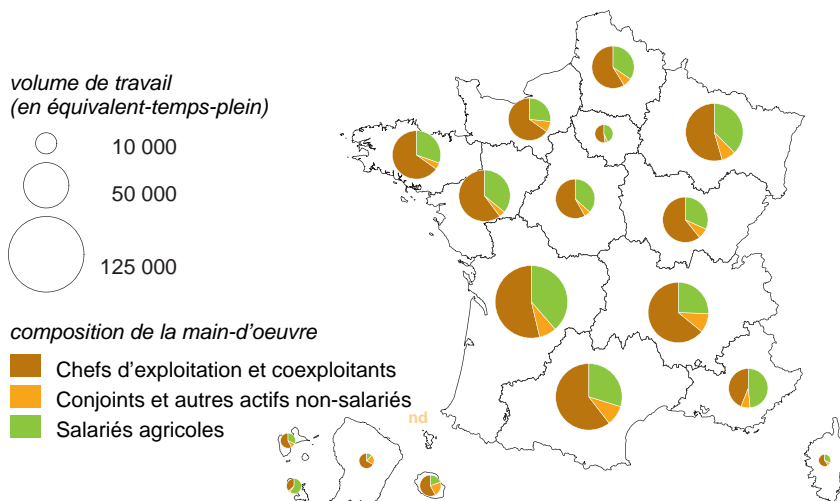 volume de travail
(en équivalent-temps-plein)
10 000
50 000
125 000
composition de la main-d'oeuvre
Chefs d'exploitation et coexploitants
Conjoints et autres actifs non-salariés
Salariés agricoles
nd